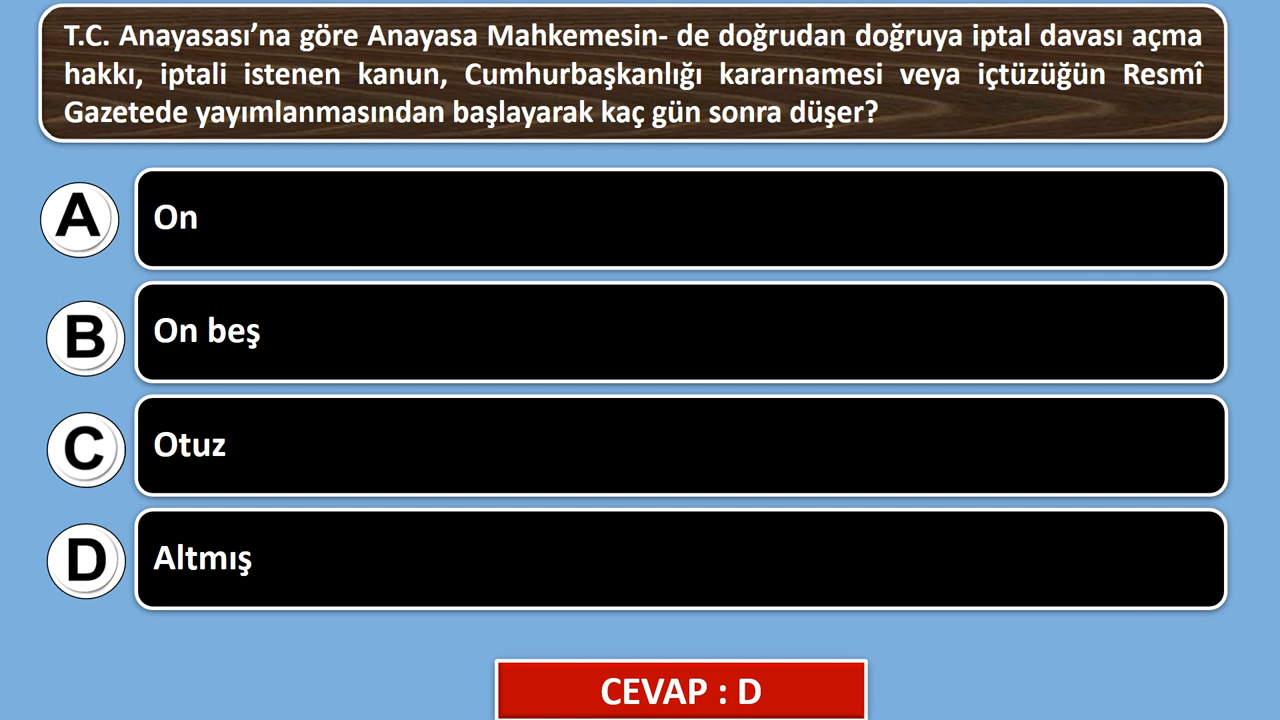 T.C. Anayasası’na göre Anayasa Mahkemesin- de doğrudan doğruya iptal davası açma
hakkı, iptali istenen kanun, Cumhurbaşkanlığı kararnamesi veya içtüzüğün Resmî
Gazetede yayımlanmasından başlayarak kaç gün sonra düşer?
A
On
B
On beş
C
Otuz
D
Altmış
CEVAP : D